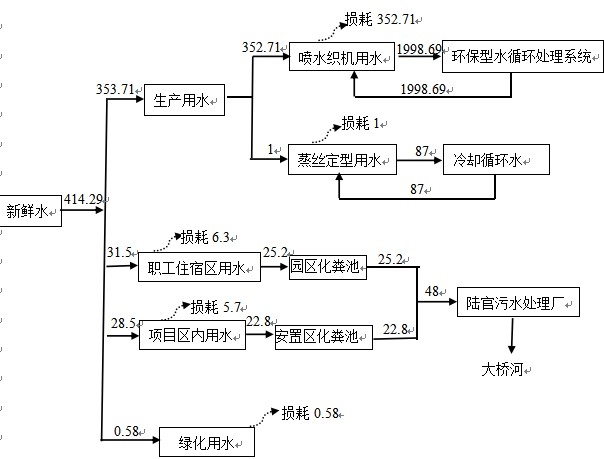 损耗 352.71
352.71
喷水织机用水
1998.69
环保型水循环处理系统
1998.69
353.71
生产用水
损耗 1
1
蒸丝定型用水
87
冷却循环水
87
新鲜水
414.29
损耗 6.3
31.5
职工住宿区用水
25.2
园区化粪池
25.2
48
陆官污水处理厂
损耗 5.7
28.5
项目区内用水
22.8
安置区化粪池
22.8
大桥河
损耗 0.58
0.58
绿化用水